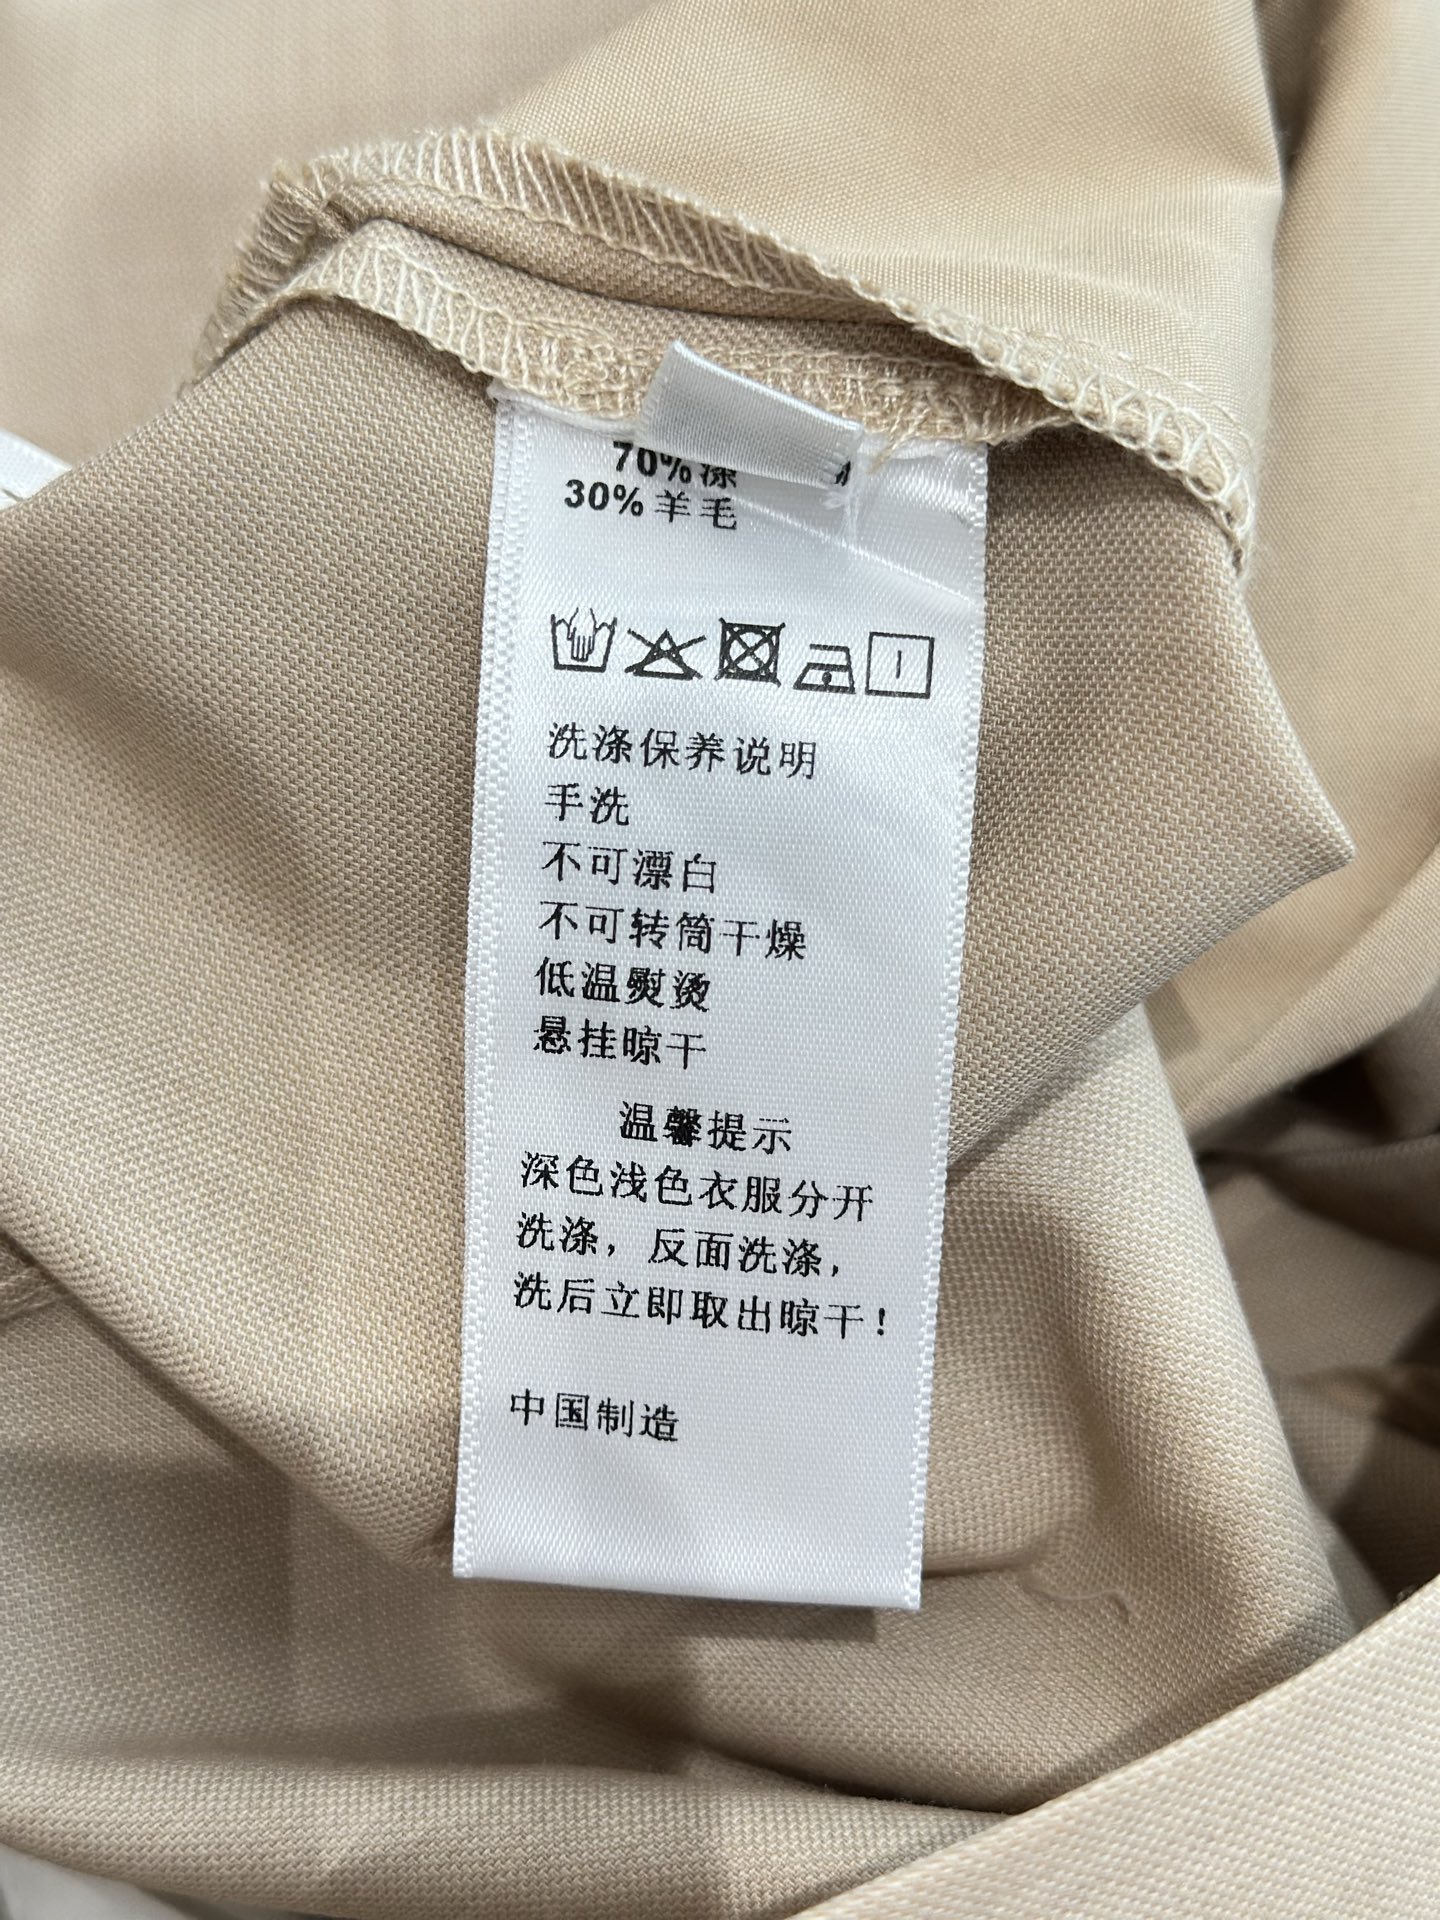 70%涤
30%羊毛
洗涤保养说明
手洗
不可漂白
不可转筒干燥
低温熨烫
悬挂晾干
温馨提示
深色浅色衣服分开
洗涤，反面洗涤，
洗后立即取出晾干！
中国制造